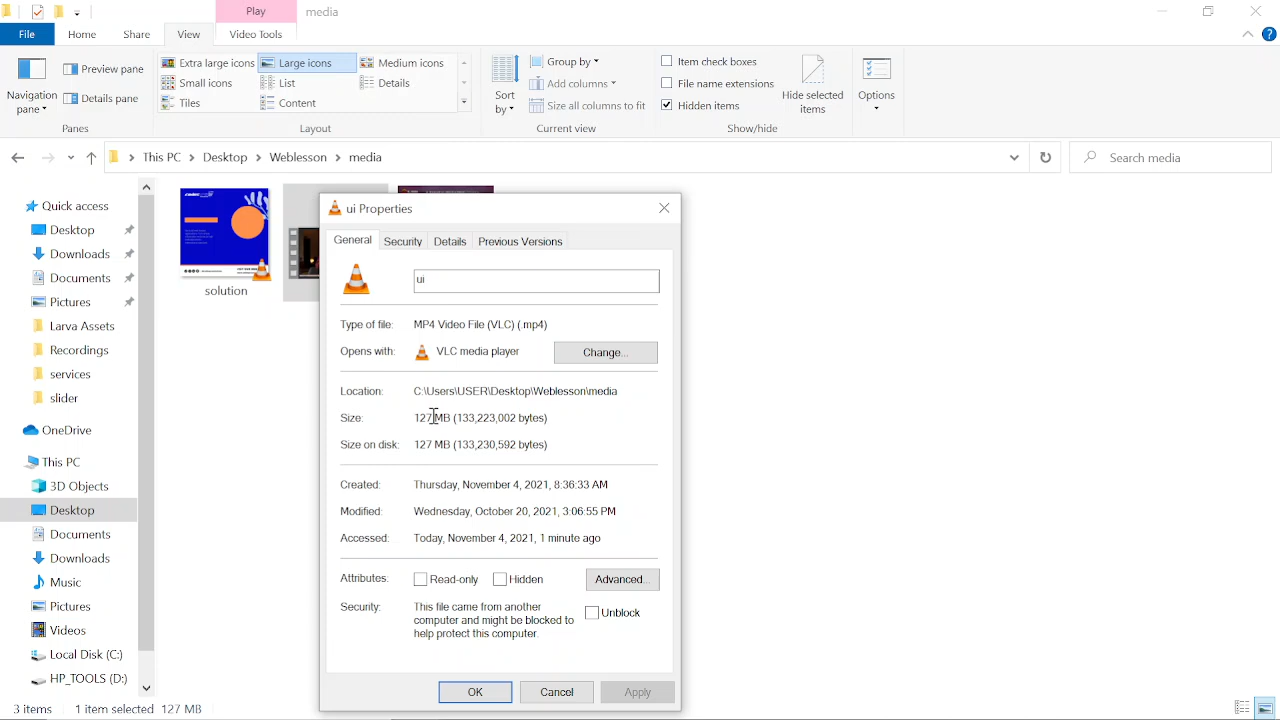 Play media
File Home Share View Video Tools
Extra large icons Large icons Medium icons
Small icons List Details
Tiles Content
Navigation pane
Preview pane
Details pane
Sort by
Group by
Add columns
Size all columns to fit
Item check boxes
File name extensions
Hidden items
Hide selected items
Options
Panes Layout Current view Show/hide
This PC > Desktop > Weblesson > media
Search media
Quick access
Desktop
Downloads
Documents
Pictures
Larva Assets
Recordings
services
slider
OneDrive
This PC
3D Objects
Desktop
Documents
Downloads
Music
Pictures
Videos
Local Disk (C:)
HP_TOOLS (D:)
solution
ui Properties
General Security Details Previous Versions
ui
Type of file: MP4 Video File (VLC) (.mp4)
Opens with: VLC media player Change...
Location: C:\Users\USER\Desktop\Weblesson\media
Size: 127 MB (133,223,002 bytes)
Size on disk: 127 MB (133,230,592 bytes)
Created: Thursday, November 4, 2021, 8:36:33 AM
Modified: Wednesday, October 20, 2021, 3:06:55 PM
Accessed: Today, November 4, 2021, 1 minute ago
Attributes: Read-only Hidden Advanced...
Security: This file came from another
computer and might be blocked to
help protect this computer.
Unblock
OK Cancel Apply
3 items 1 item selected 127 MB